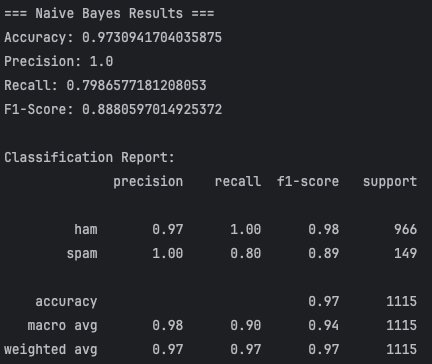 === Naive Bayes Results ===
Accuracy: 0.9730941704035875
Precision: 1.0
Recall: 0.7986577181208053
F1-Score: 0.8880597014925372
Classification Report:
precision recall f1-score support
ham 0.97 1.00 0.98 966
spam 1.00 0.80 0.89 149
accuracy 0.97 1115
macro avg 0.98 0.90 0.94 1115
weighted avg 0.97 0.97 0.97 1115